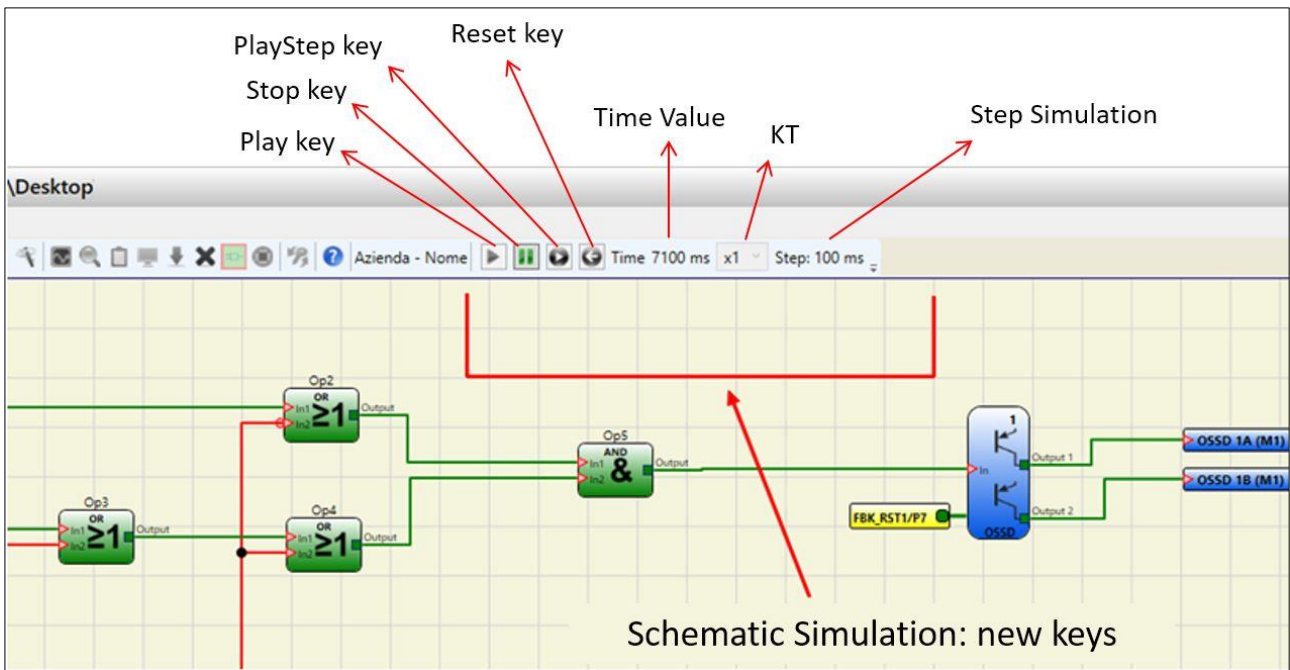 Reset key
PlayStep key
Stop key
Time Value
Step Simulation
Play key
KT
\Desktop
Azienda - Nome
Time 7100 ms
x1
Step: 100 ms
Op2
OR
In1 ≥1 Output
In2
Op5
AND
In1 & Output
In2
1
In
Output 1
Output 2
OSSD
OSSD 1A (M1)
OSSD 1B (M1)
FBK_RST1/P7
Op3
OR
In1 ≥1 Output
In2
Op4
OR
In1 ≥1 Output
In2
Schematic Simulation: new keys